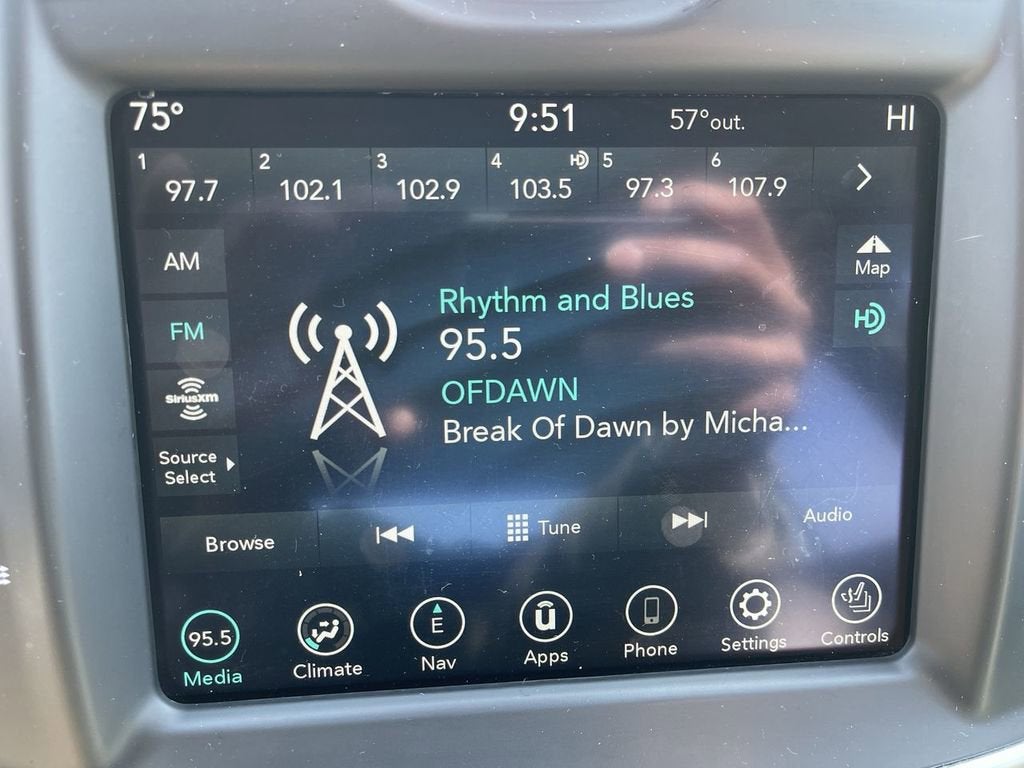 75° 9:51 57°out. HI
1 2 3 4 HD 5 6
97.7 102.1 102.9 103.5 97.3 107.9
AM
Map
FM
HD
SiriusXM
Source
Select
Rhythm and Blues
95.5
OFDAWN
Break Of Dawn by Micha...
Browse Tune Audio
95.5 E u
Media Climate Nav Apps Phone Settings Controls